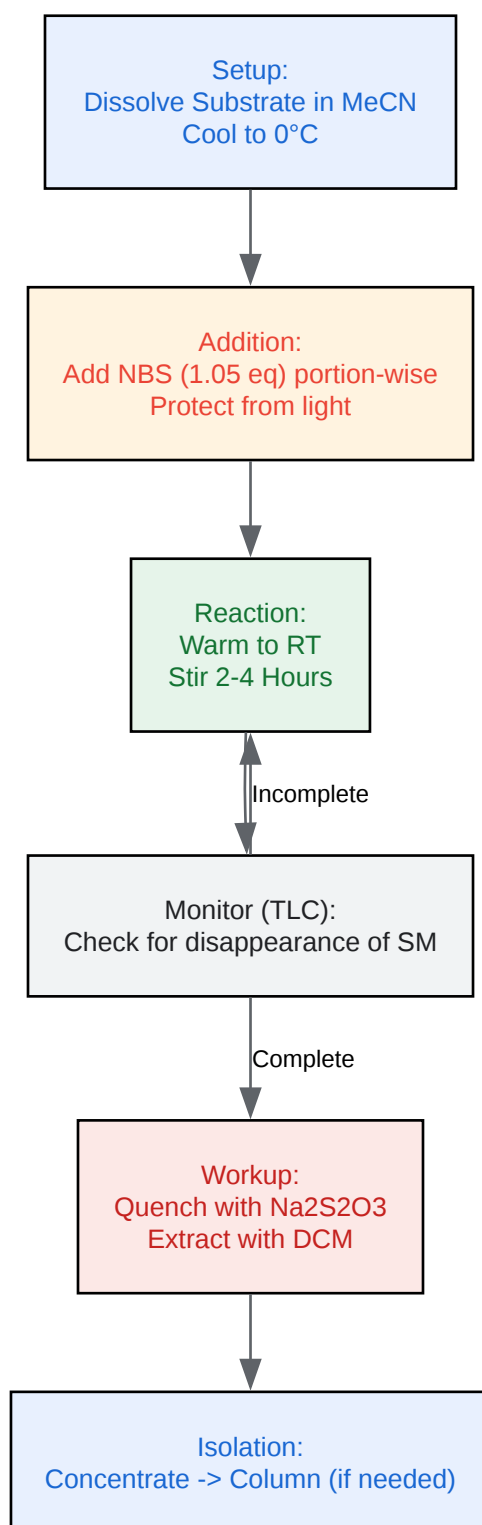 Setup:
Dissolve Substrate in MeCN
Cool to 0°C
Addition:
Add NBS (1.05 eq) portion-wise
Protect from light
Reaction:
Warm to RT
Stir 2-4 Hours
Incomplete
Monitor (TLC):
Check for disappearance of SM
Complete
Workup:
Quench with Na2S2O3
Extract with DCM
Isolation:
Concentrate -> Column (if needed)